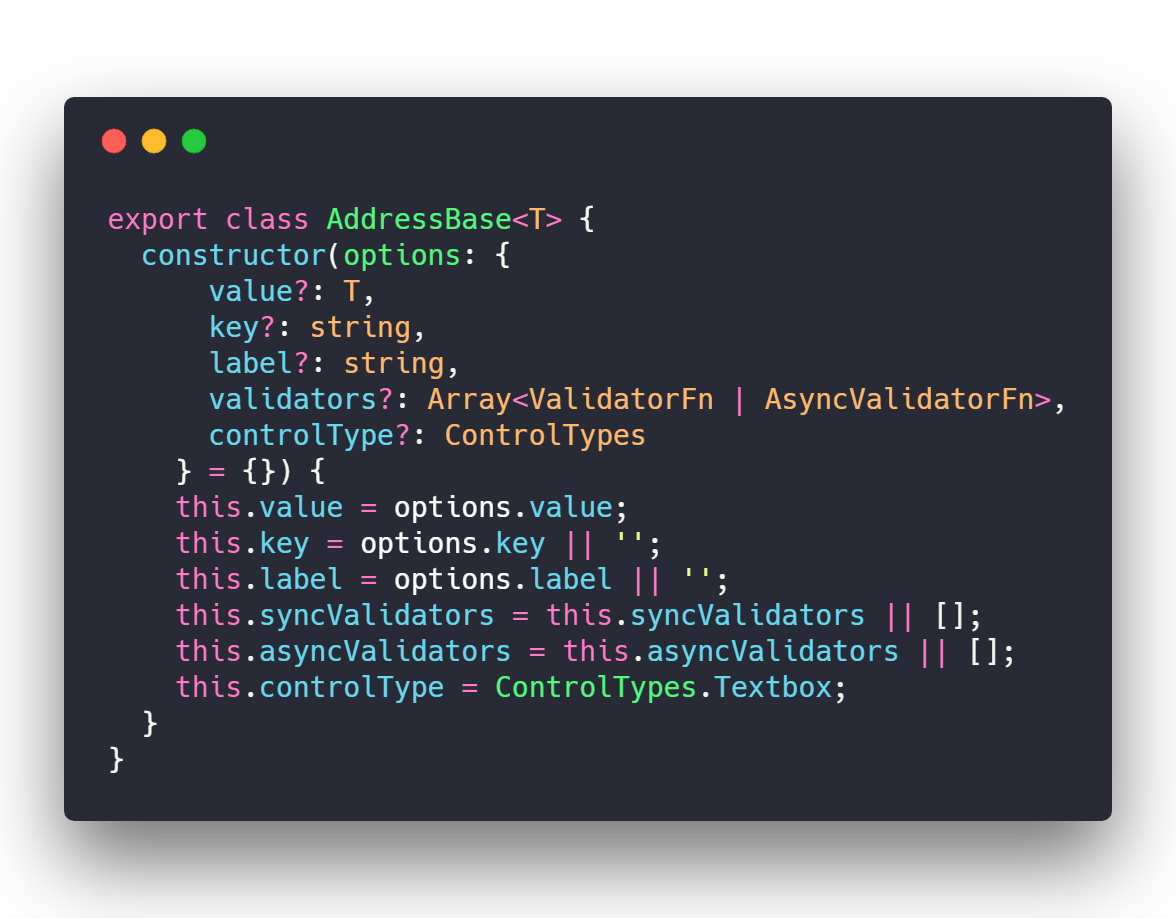 export class AddressBase<T> {
  constructor(options: {
      value?: T,
      key?: string,
      label?: string,
      validators?: Array<ValidatorFn | AsyncValidatorFn>,
      controlType?: ControlTypes
    } = {}) {
    this.value = options.value;
    this.key = options.key || '';
    this.label = options.label || '';
    this.syncValidators = this.syncValidators || [];
    this.asyncValidators = this.asyncValidators || [];
    this.controlType = ControlTypes.Textbox;
  }
}